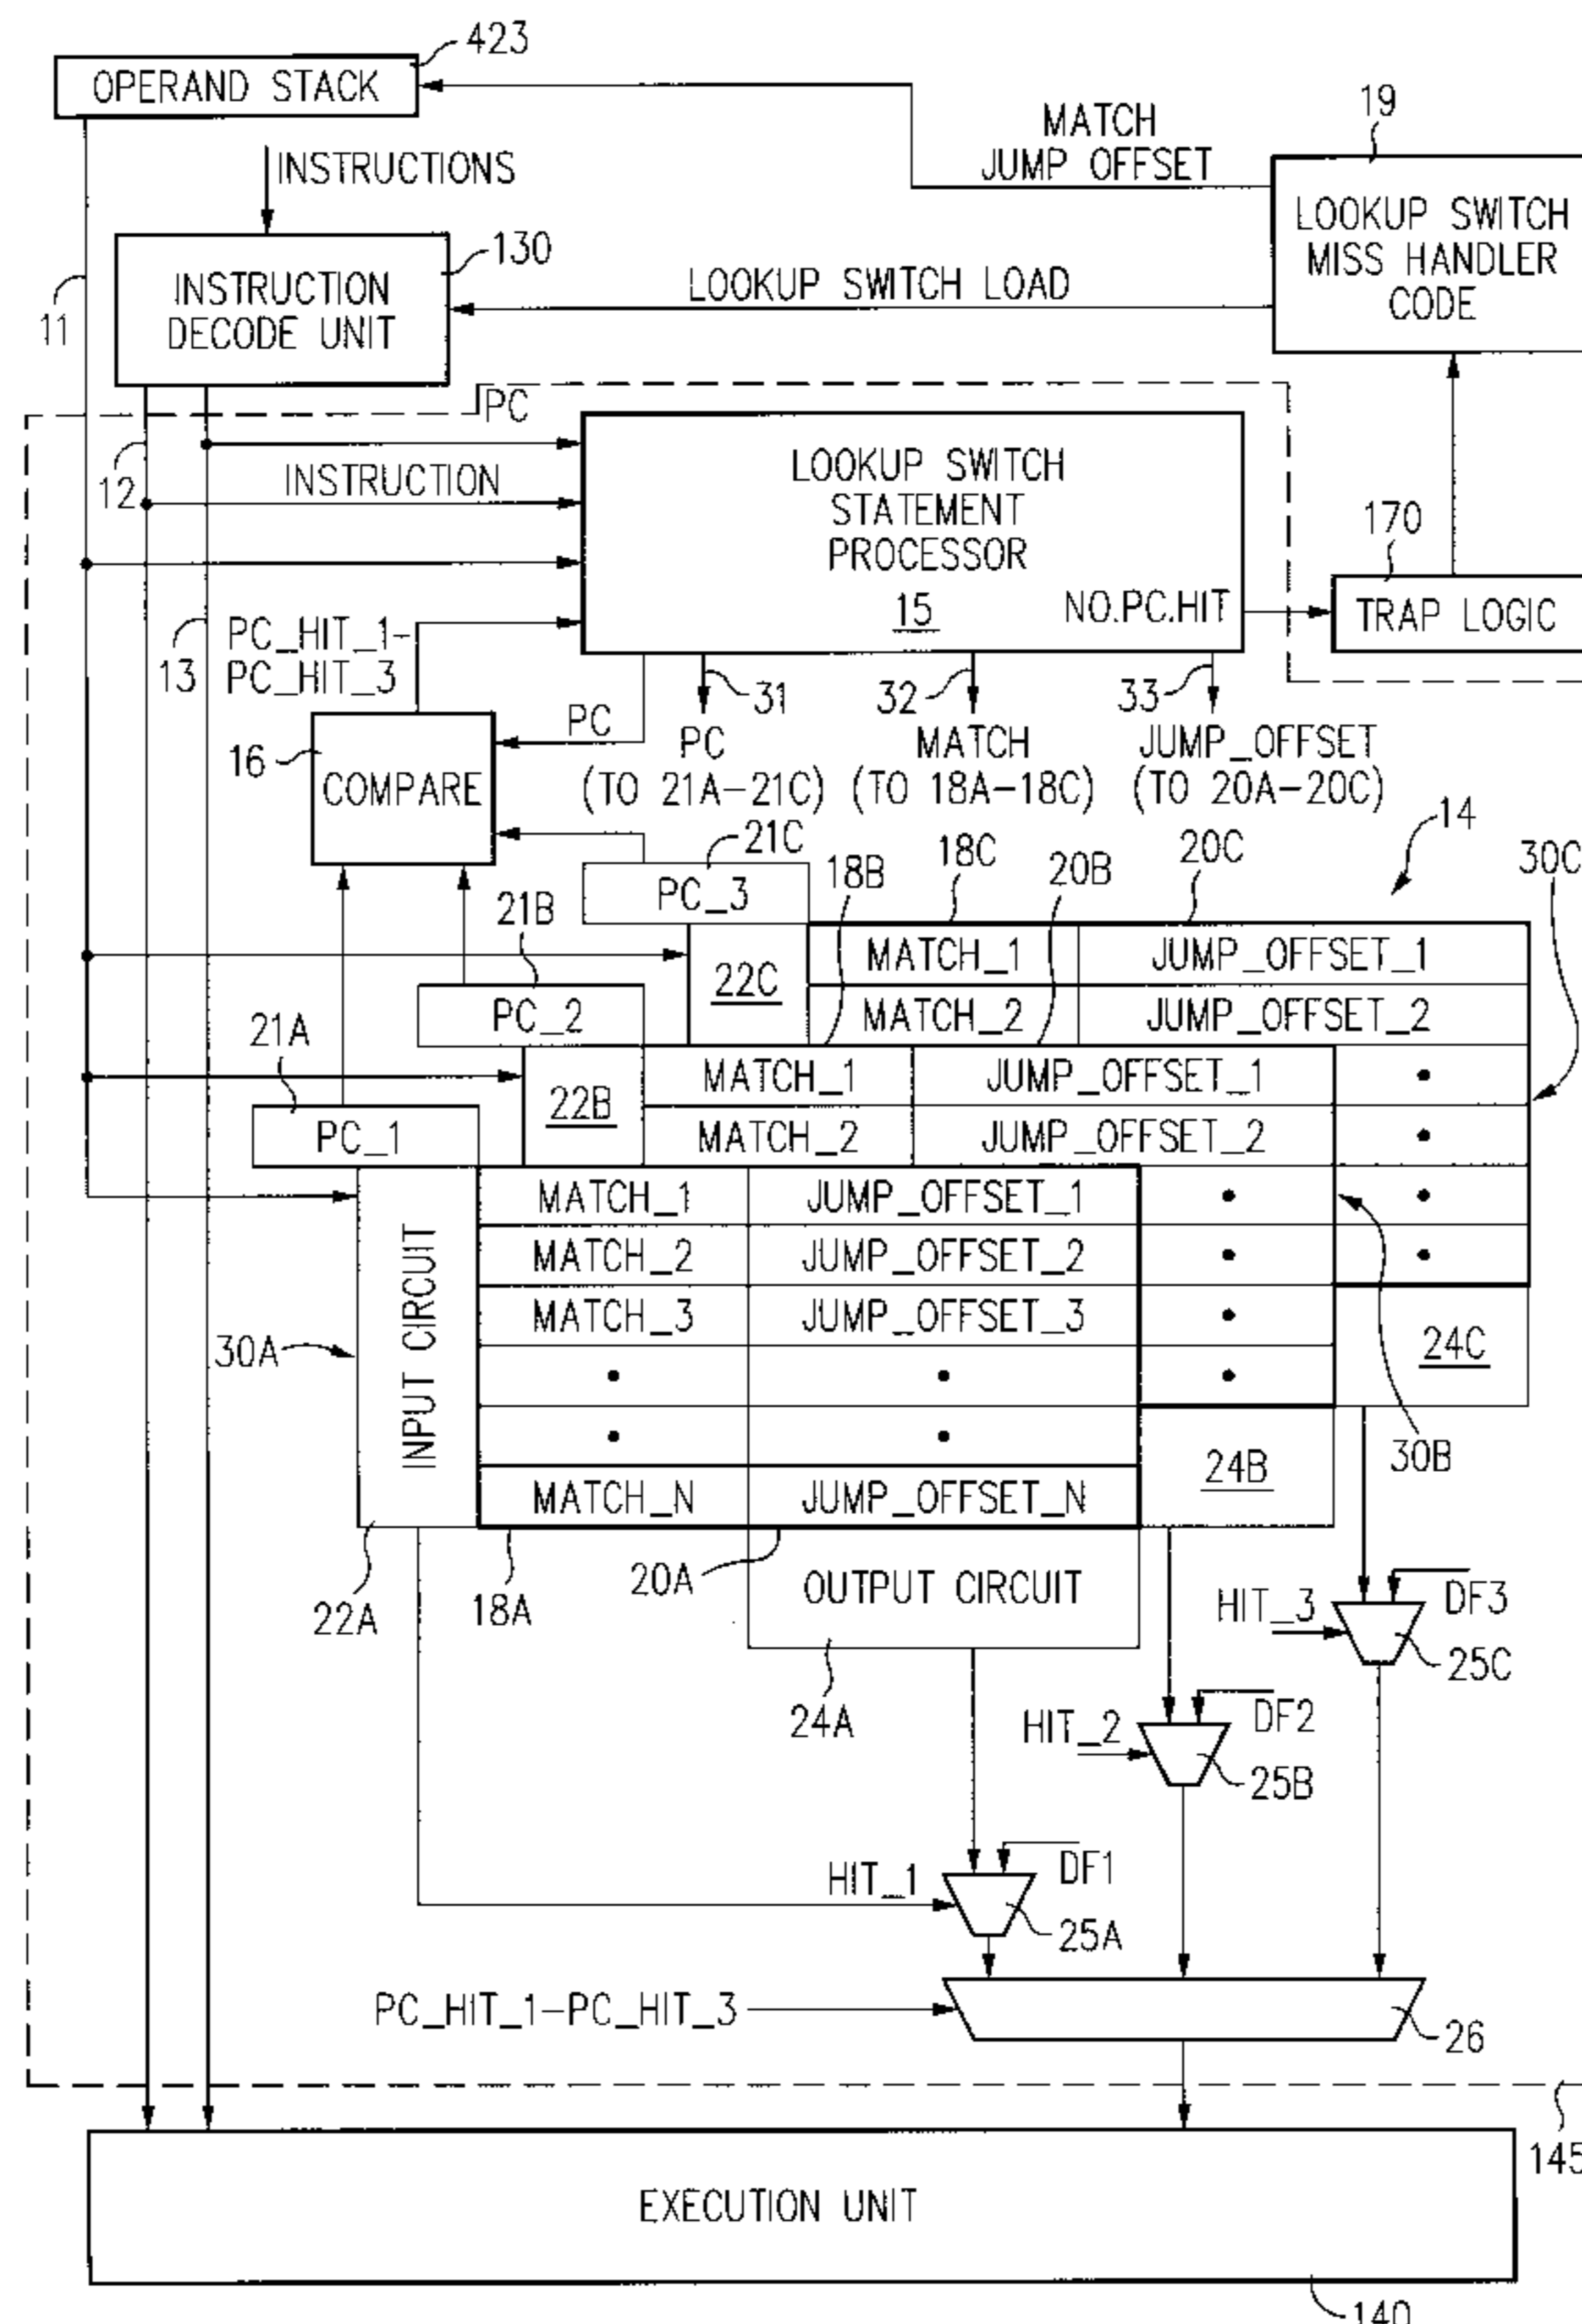 423
OPERAND STACK
19
MATCH
JUMP OFFSET
INSTRUCTIONS
LOOKUP SWITCH
MISS HANDLER
CODE
130
INSTRUCTION
DECODE UNIT
LOOKUP SWITCH LOAD
11
PC
LOOKUP SWITCH
STATEMENT
PROCESSOR
15
NO.PC.HIT
INSTRUCTION
12
170
TRAP LOGIC
PC_HIT_1-
PC_HIT_3
13
31
32
33
PC
PC
(TO 21A-21C)
MATCH
(TO 18A-18C)
JUMP_OFFSET
(TO 20A-20C)
16
COMPARE
14
21C
18C
18B
20B
20C
30C
PC_3
21B
22C
MATCH_1
JUMP_OFFSET_1
MATCH_2
JUMP_OFFSET_2
PC_2
21A
22B
MATCH_1
JUMP_OFFSET_1
MATCH_2
JUMP_OFFSET_2
PC_1
INPUT CIRCUIT
MATCH_1
JUMP_OFFSET_1
MATCH_2
JUMP_OFFSET_2
MATCH_3
JUMP_OFFSET_3
30A
24C
30B
24B
MATCH_N
JUMP_OFFSET_N
22A
18A
20A
OUTPUT CIRCUIT
24A
HIT_3
DF3
25C
HIT_2
DF2
25B
HIT_1
DF1
25A
PC_HIT_1-PC_HIT_3
26
145
EXECUTION UNIT
140